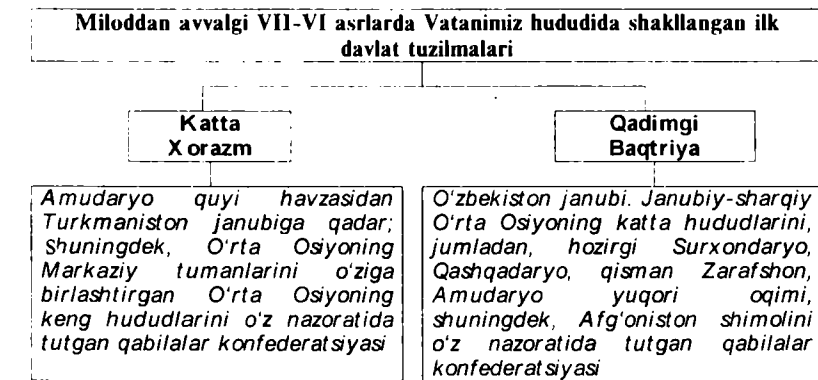 Miloddan avvalgi VII-VI asrlarda Vatanimiz hududida shakllangan ilk
davlat tuzilmalari
Katta
Xorazm
Qadimgi
Baqtriya
Amudaryo quyi havzasidan
Turkmaniston janubiga qadar;
Shuningdek, O'rta Osiyoning
Markaziy tumanlarini o'ziga
birlashtirgan O'rta Osiyoning
keng hududlarini o'z nazoratida
tutgan qabilalar konfederatsiyasi
O'zbekiston janubi. Janubiy-sharqiy
O'rta Osiyoning katta hududlarini,
jumladan, hozirgi Surxondaryo,
Qashqadaryo, qisman Zarafshon,
Amudaryo yuqori oqimi,
shuningdek, Afg'oniston shimolini
o'z nazoratida tutgan qabilalar
konfederatsiyasi